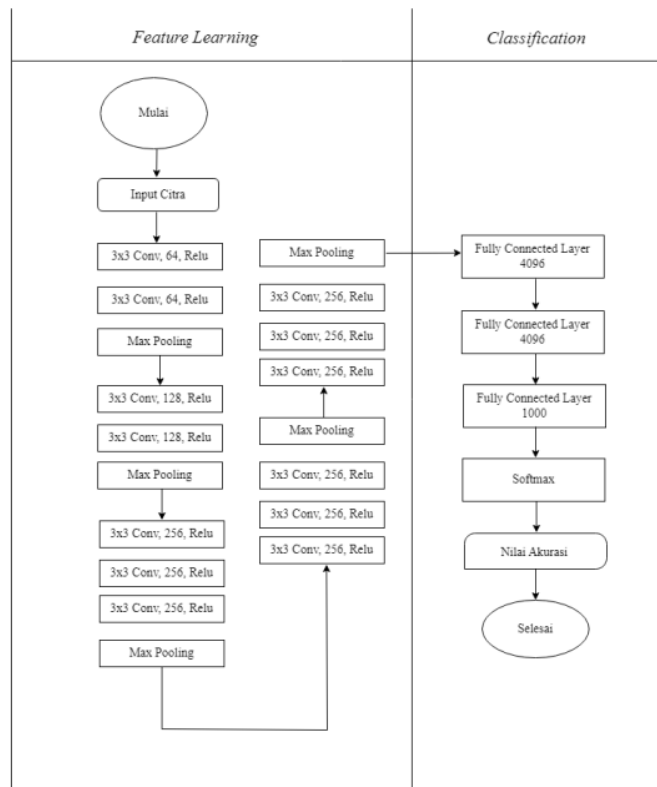 Feature Learning
Classification
Mulai
Input Citra
3x3 Conv, 64, Relu
3x3 Conv, 64, Relu
Max Pooling
3x3 Conv, 128, Relu
3x3 Conv, 128, Relu
Max Pooling
3x3 Conv, 256, Relu
3x3 Conv, 256, Relu
3x3 Conv, 256, Relu
Max Pooling
3x3 Conv, 256, Relu
3x3 Conv, 256, Relu
3x3 Conv, 256, Relu
Max Pooling
3x3 Conv, 256, Relu
3x3 Conv, 256, Relu
3x3 Conv, 256, Relu
Max Pooling
Fully Connected Layer
4096
Fully Connected Layer
4096
Fully Connected Layer
1000
Softmax
Nilai Akurasi
Selesai